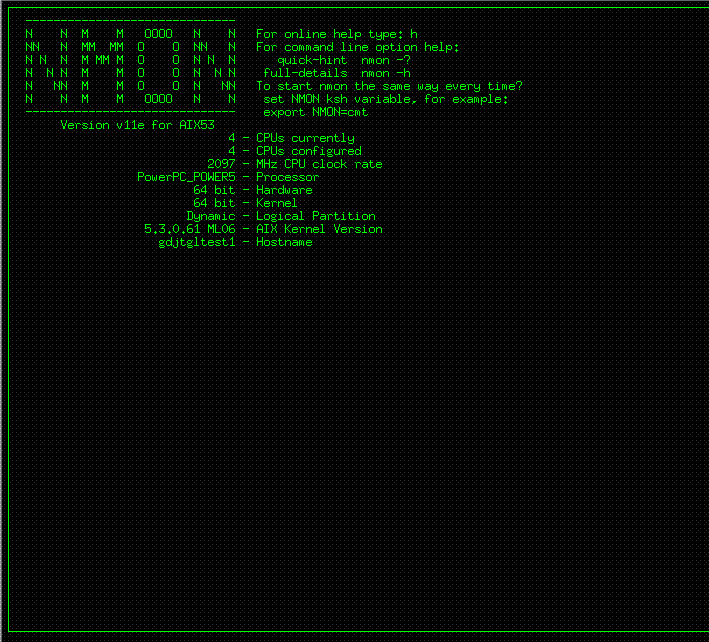 ------------------------------
N    N  M    M   OOOO   N    N   For online help type: h
NN   N  MM  MM  O    O  NN   N   For command line option help:
N N  N  M MM M  O    O  N N  N      quick-hint  nmon -?
N  N N  M    M  O    O  N  N N    full-details  nmon -h
N   NN  M    M  O    O  N   NN   To start nmon the same way every time?
N    N  M    M   OOOO   N    N    set NMON ksh variable, for example:
------------------------------    export NMON=cmt
Version v11e for AIX53
4 - CPUs currently
4 - CPUs configured
2097 - MHz CPU clock rate
PowerPC_POWER5 - Processor
64 bit - Hardware
64 bit - Kernel
Dynamic - Logical Partition
5.3.0.61 ML06 - AIX Kernel Version
gdjtgltest1 - Hostname